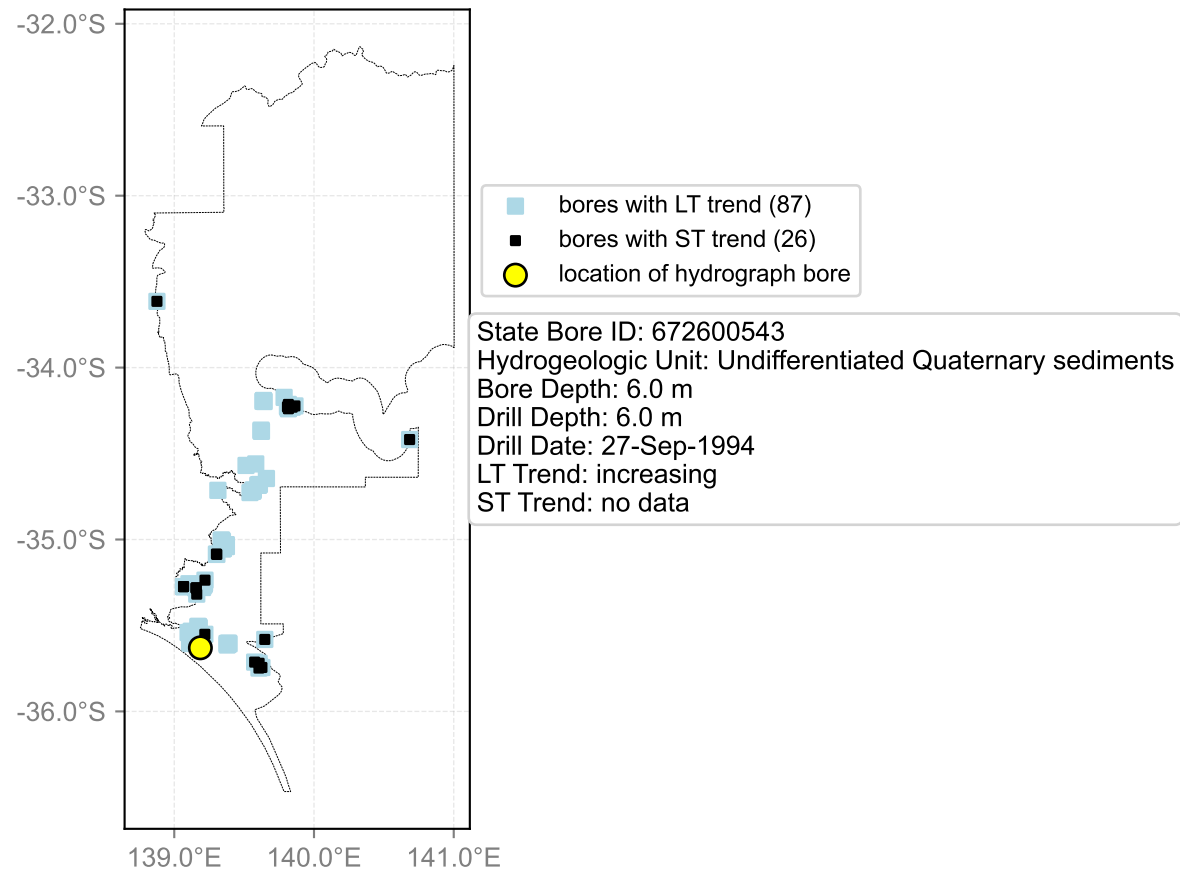 -32.0°S
-33.0°S
-34.0°S
-35.0°S
-36.0°S
139.0°E 140.0°E 141.0°E
bores with LT trend (87)
bores with ST trend (26)
location of hydrograph bore
State Bore ID: 672600543
Hydrogeologic Unit: Undifferentiated Quaternary sediments
Bore Depth: 6.0 m
Drill Depth: 6.0 m
Drill Date: 27-Sep-1994
LT Trend: increasing
ST Trend: no data